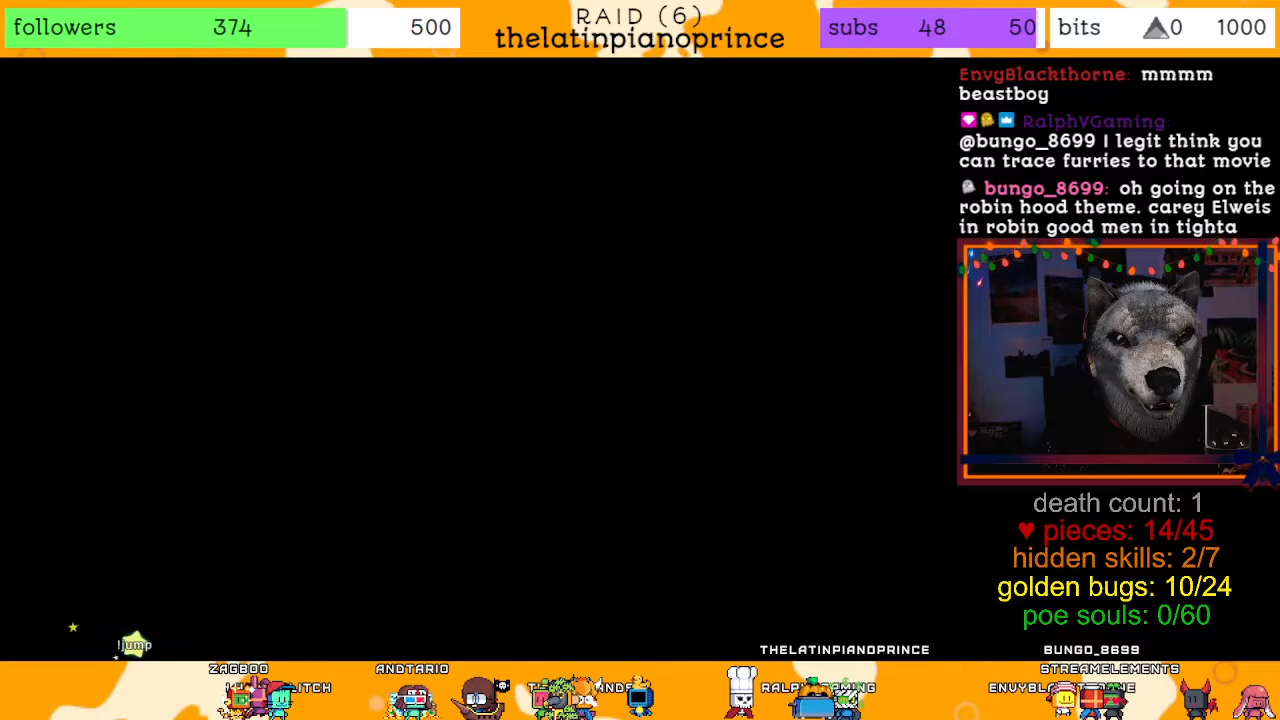 followers 374 500
RAID (6)
thelatinpianoprince
subs 48 50
bits 0 1000
EnvyBlackthorne: mmmm
beastboy
RalphVGaming:
@bungo_8699 I legit think you
can trace furries to that movie
bungo_8699: oh going on the
robin hood theme. carey Elweis
in robin good men in tighta
death count: 1
♥ pieces: 14/45
hidden skills: 2/7
golden bugs: 10/24
poe souls: 0/60
!jump
THELATINPIANOPRINCE
BUNGO_8699
ZAGBOO
ANDTARIO
STREAMELEMENTS